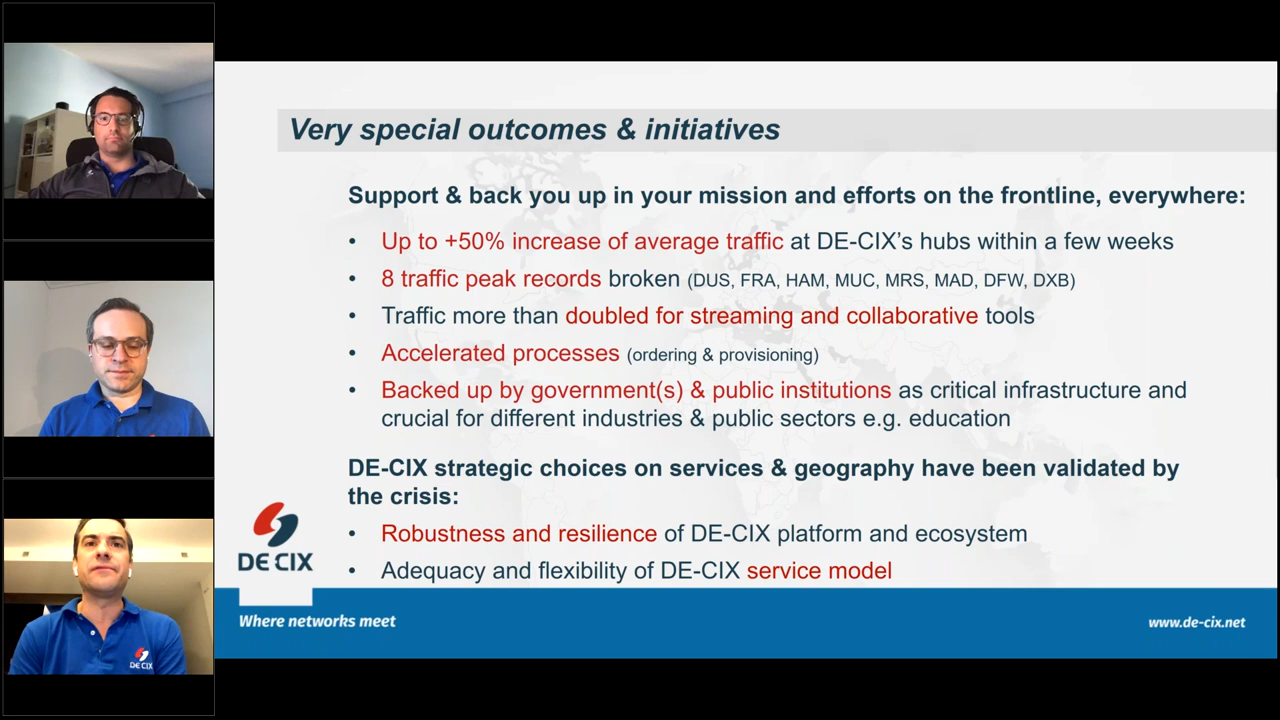 Very special outcomes & initiatives
Support & back you up in your mission and efforts on the frontline, everywhere:
• Up to +50% increase of average traffic at DE-CIX’s hubs within a few weeks
• 8 traffic peak records broken (DUS, FRA, HAM, MUC, MRS, MAD, DFW, DXB)
• Traffic more than doubled for streaming and collaborative tools
• Accelerated processes (ordering & provisioning)
• Backed up by government(s) & public institutions as critical infrastructure and
crucial for different industries & public sectors e.g. education
DE-CIX strategic choices on services & geography have been validated by
the crisis:
• Robustness and resilience of DE-CIX platform and ecosystem
• Adequacy and flexibility of DE-CIX service model
DE CIX
Where networks meet
www.de-cix.net
DE CIX